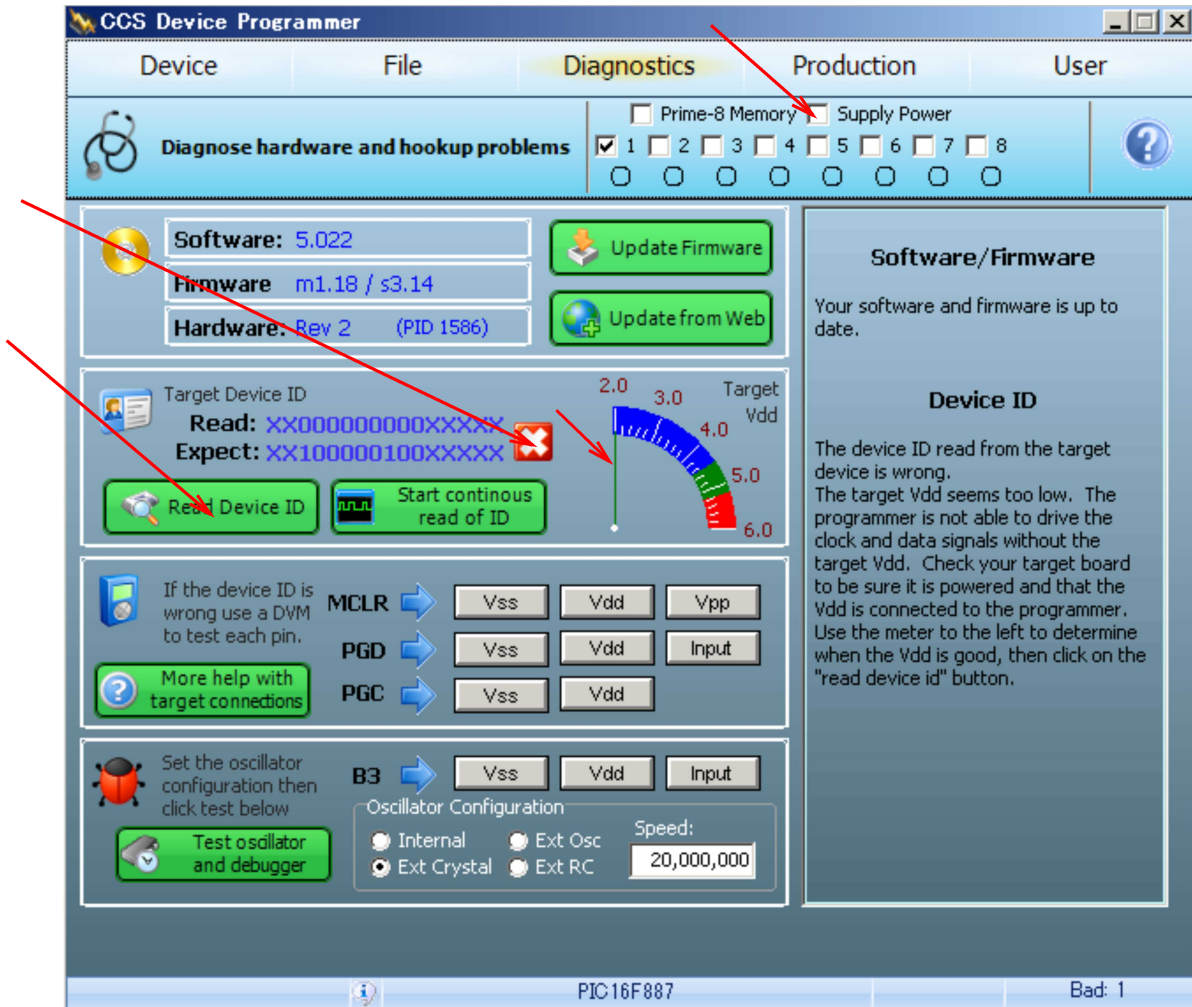 CCS Device Programmer
Device File Diagnostics Production User
Diagnose hardware and hookup problems
Prime-8 Memory Supply Power
1 2 3 4 5 6 7 8
Software: 5.022
Firmware m1.18 / s3.14
Hardware: Rev 2 (PID 1586)
Update Firmware
Update from Web
Target Device ID
Read: XX000000000XXXXX
Expect: XX100000100XXXXX
Read Device ID
Start continous
read of ID
2.0
3.0
4.0
5.0
6.0
Target
Vdd
If the device ID is
wrong use a DVM
to test each pin.
More help with
target connections
MCLR Vss Vdd Vpp
PGD Vss Vdd Input
PGC Vss Vdd
Set the oscillator
configuration then
click test below
Test oscillator
and debugger
B3 Vss Vdd Input
Oscillator Configuration
Internal Ext Osc
Ext Crystal Ext RC
Speed:
20,000,000
Software/Firmware
Your software and firmware is up to
date.
Device ID
The device ID read from the target
device is wrong.
The target Vdd seems too low. The
programmer is not able to drive the
clock and data signals without the
target Vdd. Check your target board
to be sure it is powered and that the
Vdd is connected to the programmer.
Use the meter to the left to determine
when the Vdd is good, then click on the
"read device id" button.
PIC16F887
Bad: 1